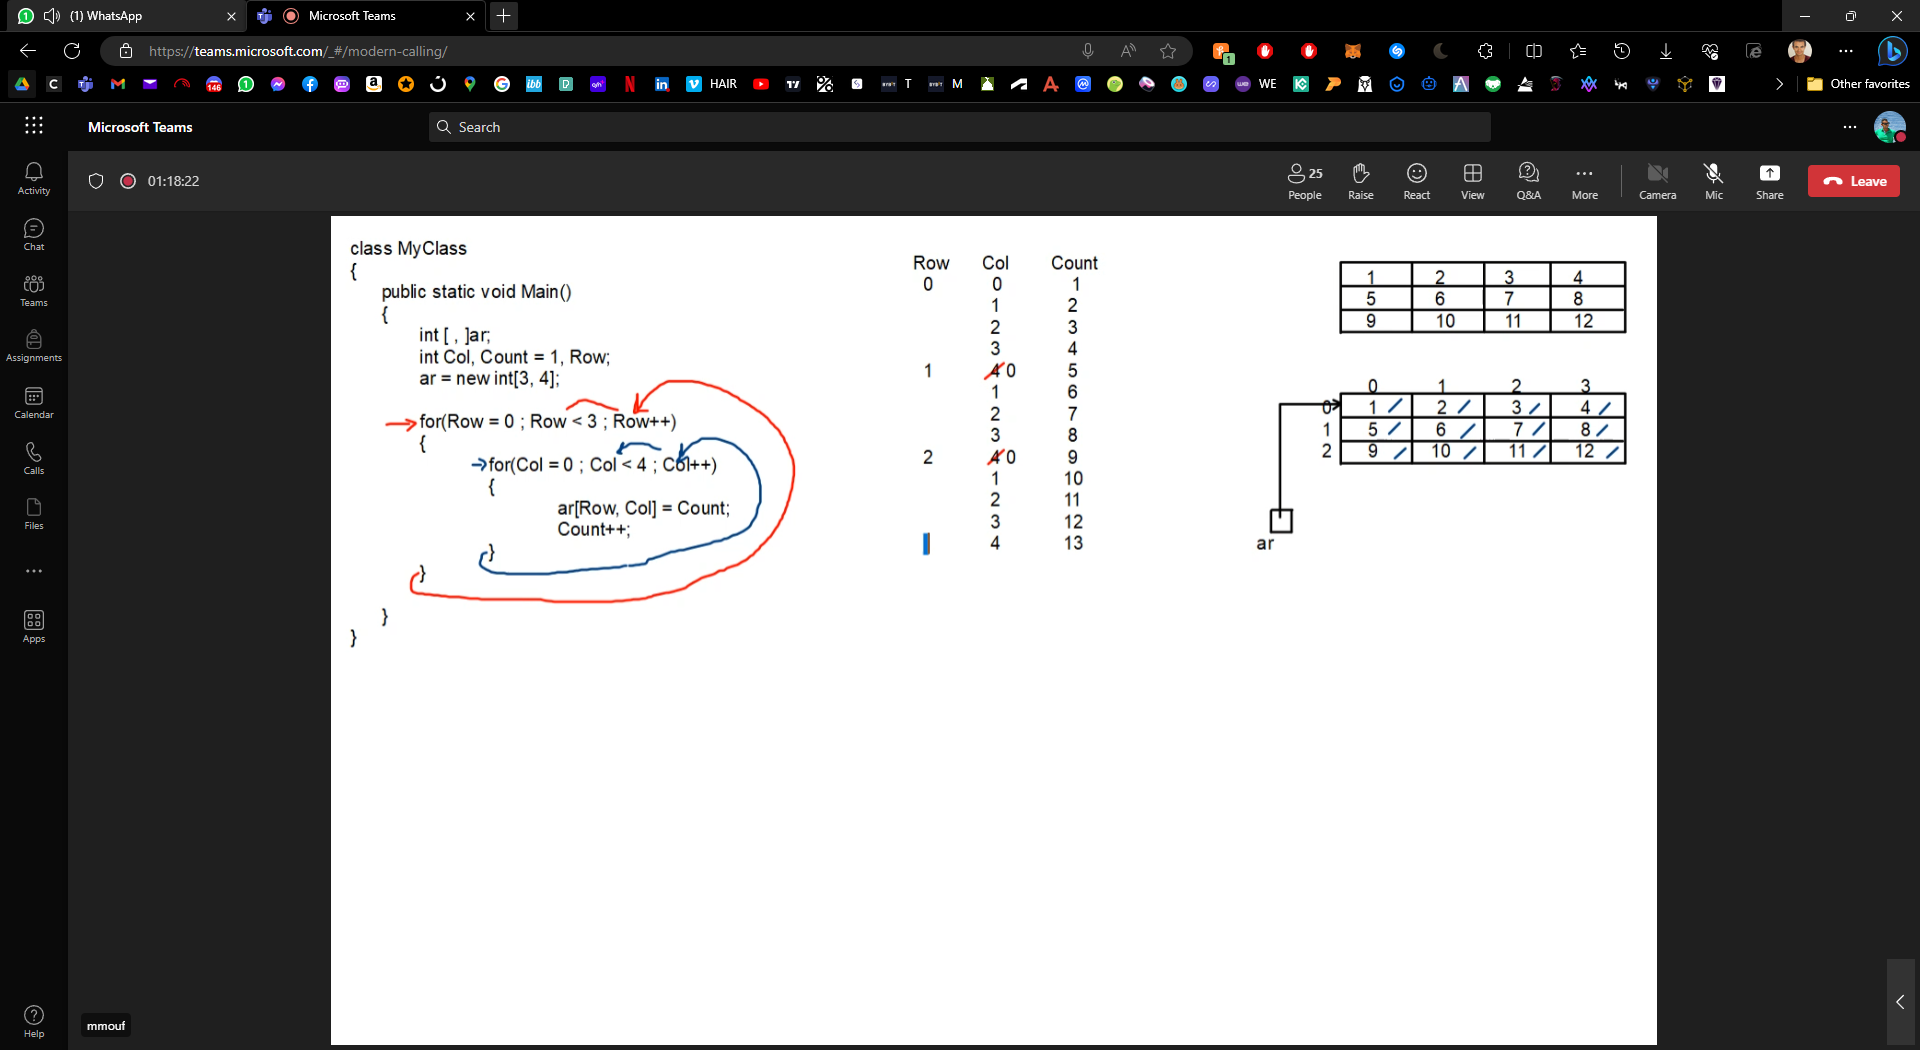 (1) WhatsApp
Microsoft Teams
https://teams.microsoft.com/_#/modern-calling/
1
146
ibb
HAIR
T
M
WE
Other favorites
Microsoft Teams
Search
01:18:22
25
People
Raise
React
View
Q&A
More
Camera
Mic
Share
Leave
Activity
Chat
Teams
Assignments
Calendar
Calls
Files
Apps
Help
class MyClass
{
public static void Main()
{
int [ , ]ar;
int Col, Count = 1, Row;
ar = new int[3, 4];
for(Row = 0 ; Row < 3 ; Row++)
{
for(Col = 0 ; Col < 4 ; Col++)
{
ar[Row, Col] = Count;
Count++;
}
}
}
}
Row Col Count
0 0 1
1 2
2 3
3 4
1 4 0 5
1 6
2 7
3 8
2 4 0 9
1 10
2 11
3 12
4 13
1 2 3 4
5 6 7 8
9 10 11 12
0 1 2 3
0 1 2 3 4
1 5 6 7 8
2 9 10 11 12
ar
mmouf